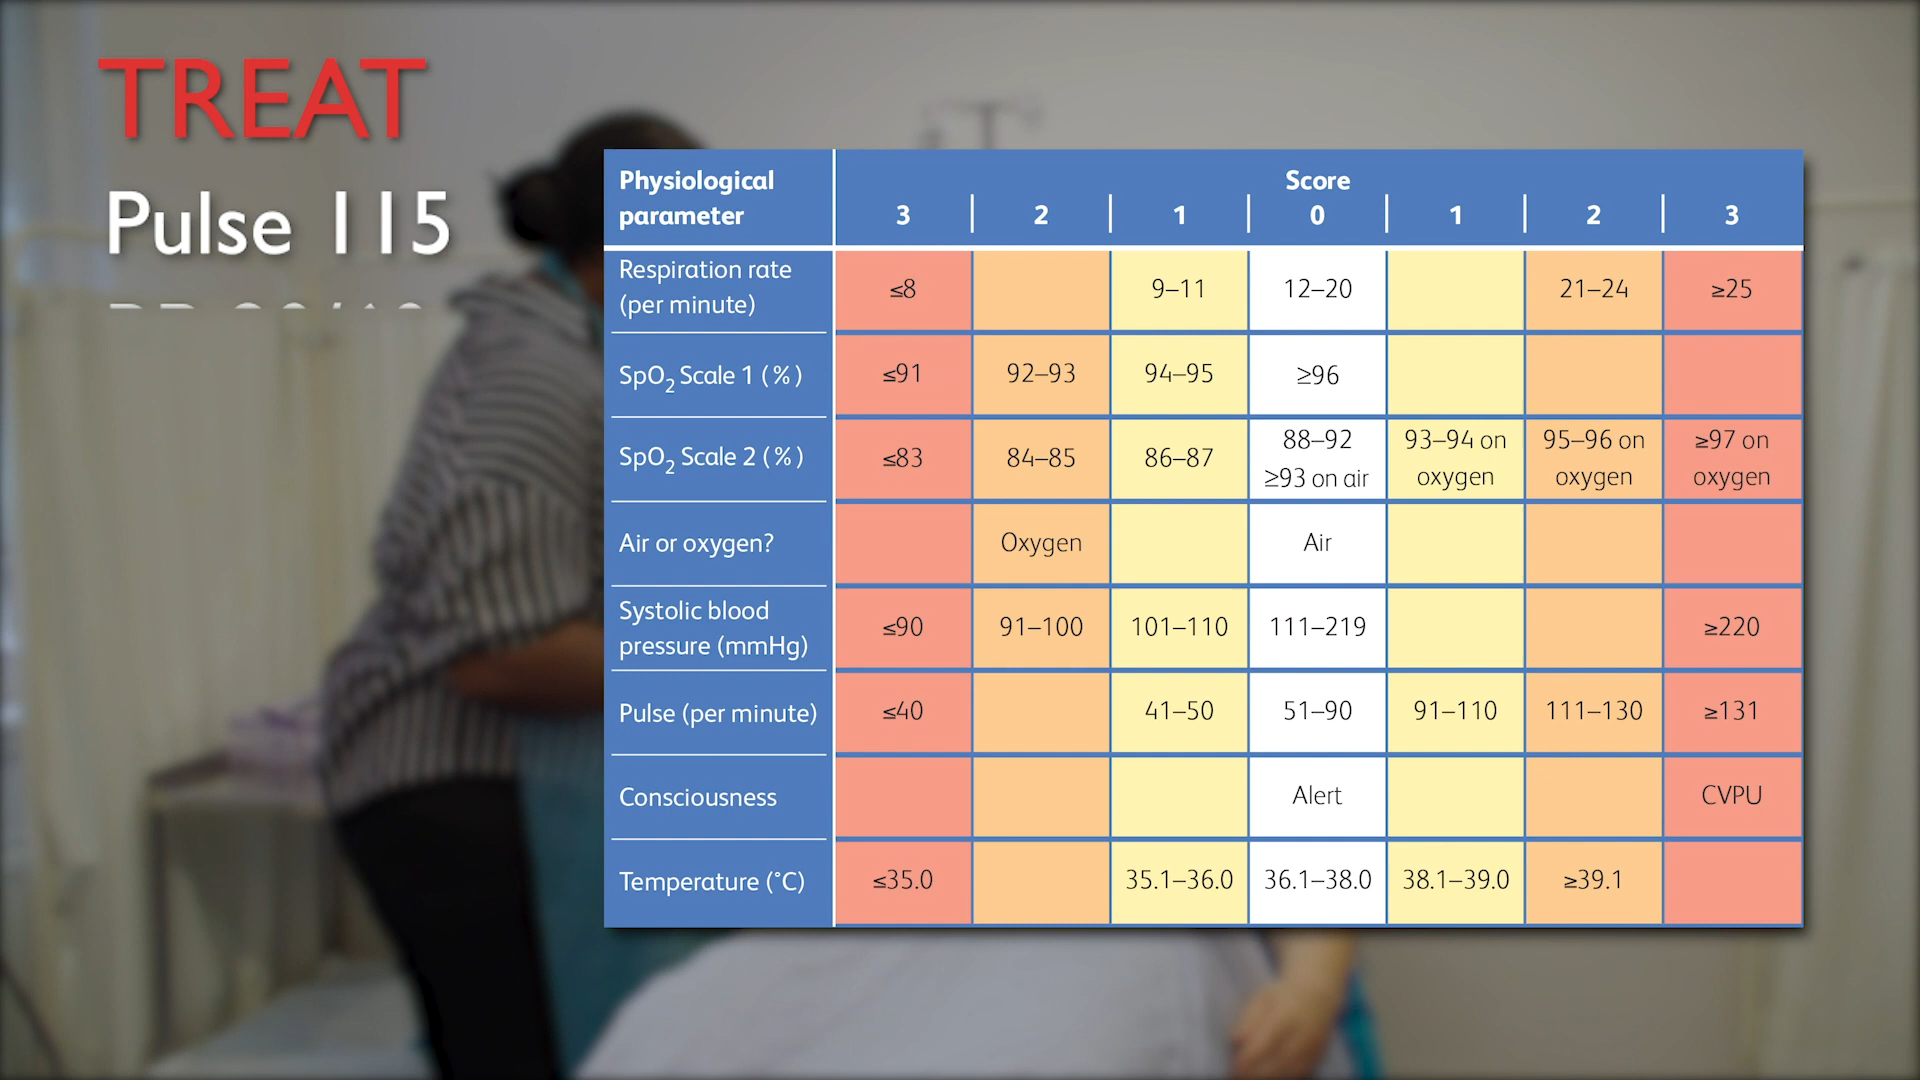 TREAT
Pulse 115
Physiological parameter Score
3 2 1 0 1 2 3
Respiration rate (per minute) ≤8 9–11 12–20 21–24 ≥25
SpO₂ Scale 1 (%) ≤91 92–93 94–95 ≥96
SpO₂ Scale 2 (%) ≤83 84–85 86–87 88–92 ≥93 on air 93–94 on oxygen 95–96 on oxygen ≥97 on oxygen
Air or oxygen? Oxygen Air
Systolic blood pressure (mmHg) ≤90 91–100 101–110 111–219 ≥220
Pulse (per minute) ≤40 41–50 51–90 91–110 111–130 ≥131
Consciousness Alert CVPU
Temperature (°C) ≤35.0 35.1–36.0 36.1–38.0 38.1–39.0 ≥39.1